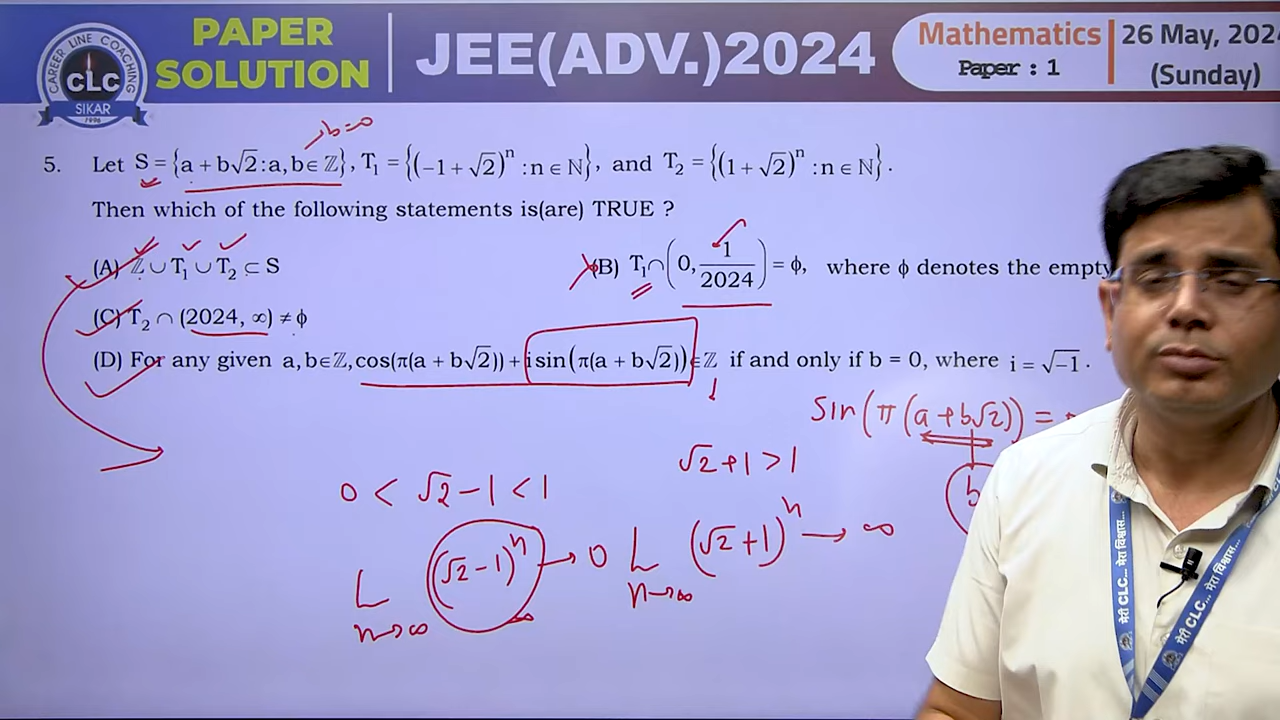 CAREER LINE COACHING
CLC
SIKAR
1996
PAPER
SOLUTION
JEE(ADV.)2024
Mathematics
Paper : 1
26 May, 202
(Sunday)
b=0
5. Let S = {a + b√2 : a, b ∈ ℤ}, T₁ = {(-1 + √2)ⁿ : n ∈ ℕ}, and T₂ = {(1 + √2)ⁿ : n ∈ ℕ}.
Then which of the following statements is(are) TRUE ?
(A) ℤ ∪ T₁ ∪ T₂ ⊂ S
(B) T₁ ∩ (0, 1/2024) = ϕ, where ϕ denotes the empty
(C) T₂ ∩ (2024, ∞) ≠ ϕ
(D) For any given a, b ∈ ℤ, cos(π(a + b√2)) + i sin(π(a + b√2)) ∈ ℤ if and only if b = 0, where i = √-1.
sin(π(a+b√2)) =
b
√2+1 > 1
0 < √2-1 < 1
L n→∞ (√2-1)ⁿ → 0
L n→∞ (√2+1)ⁿ → ∞
मेरी CLC... मेरा विश्वास...
मेरी CLC... मेरा विश्वास...